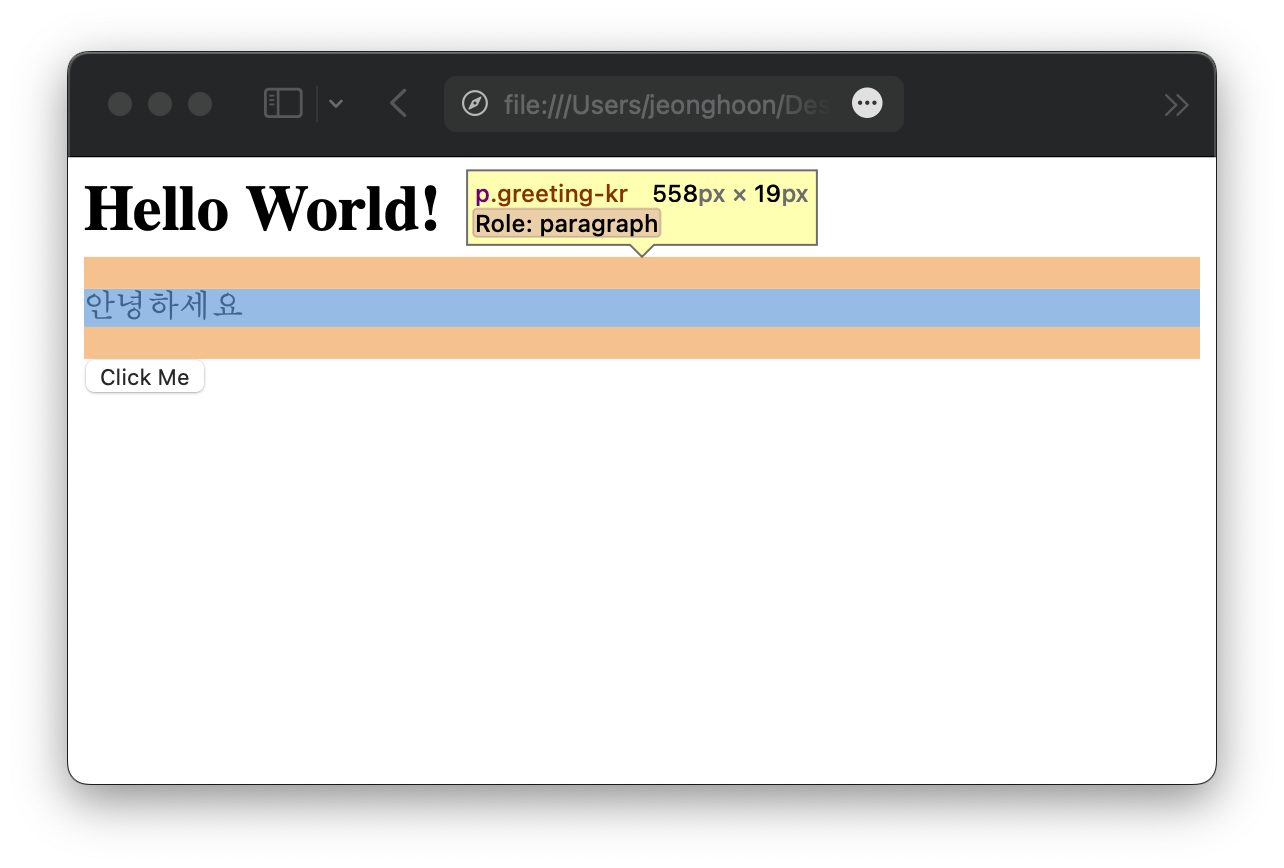 file:///Users/jeonghoon/Des
Hello World!
p.greeting-kr 558px × 19px
Role: paragraph
안녕하세요
Click Me